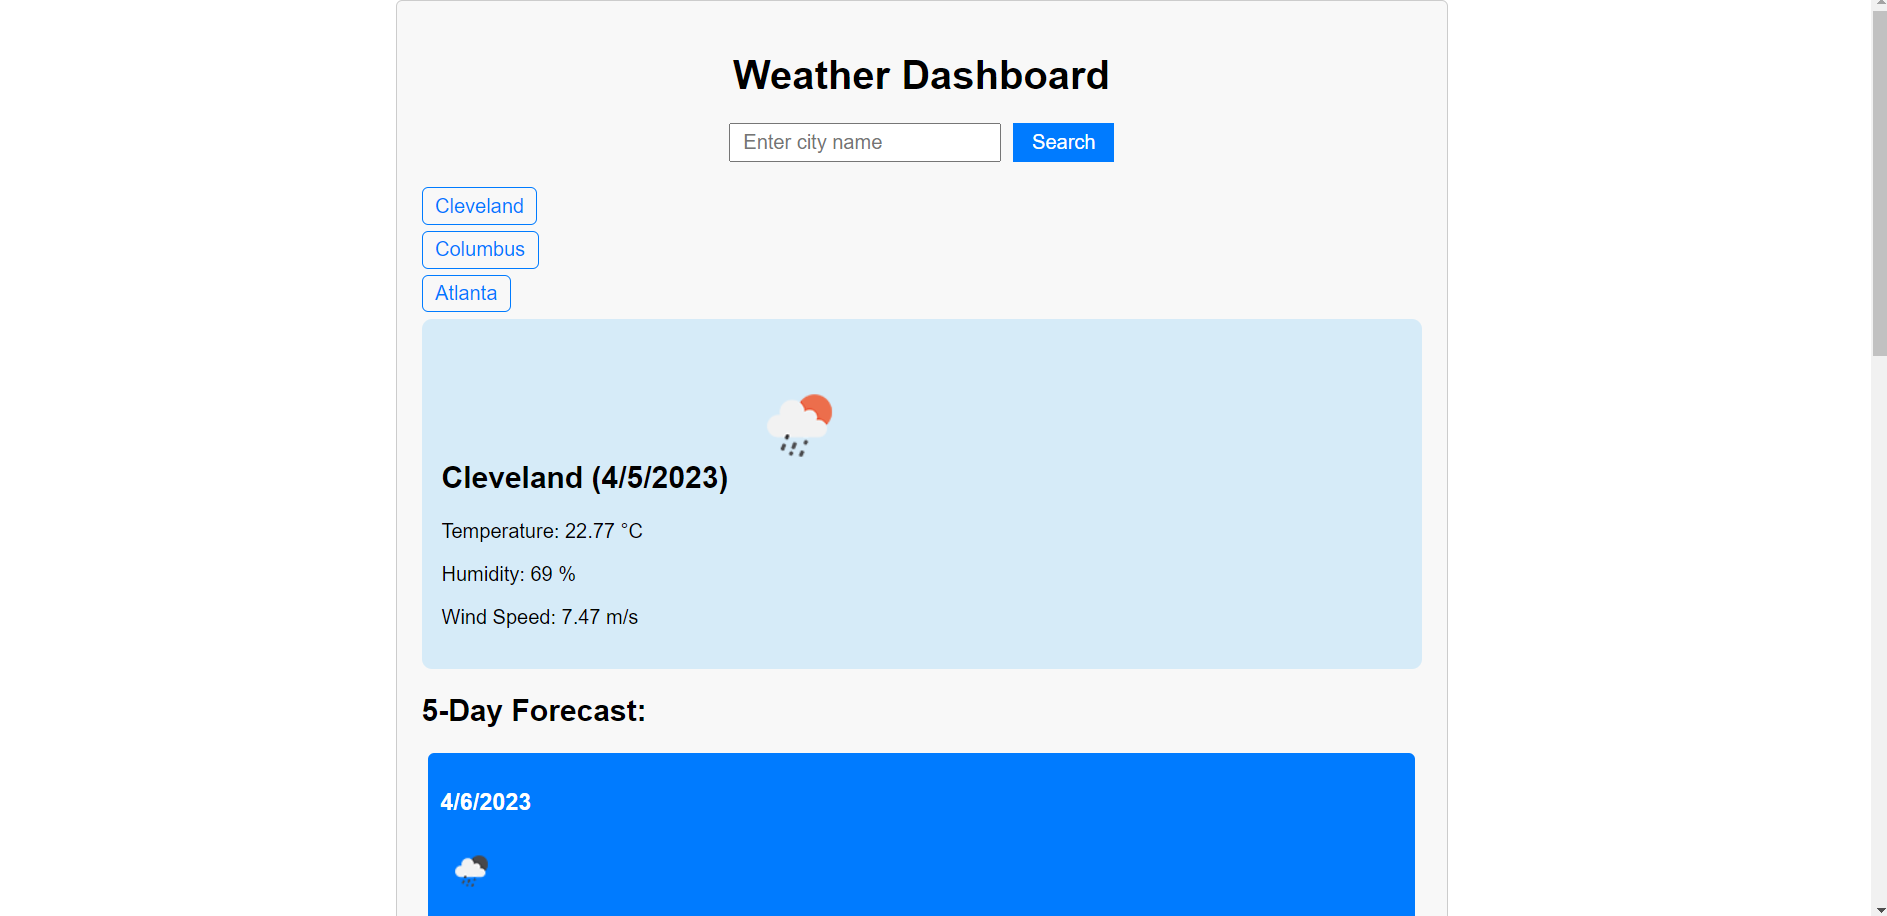 Weather Dashboard
Enter city name
Search
Cleveland
Columbus
Atlanta
Cleveland (4/5/2023)
Temperature: 22.77 °C
Humidity: 69 %
Wind Speed: 7.47 m/s
5-Day Forecast:
4/6/2023